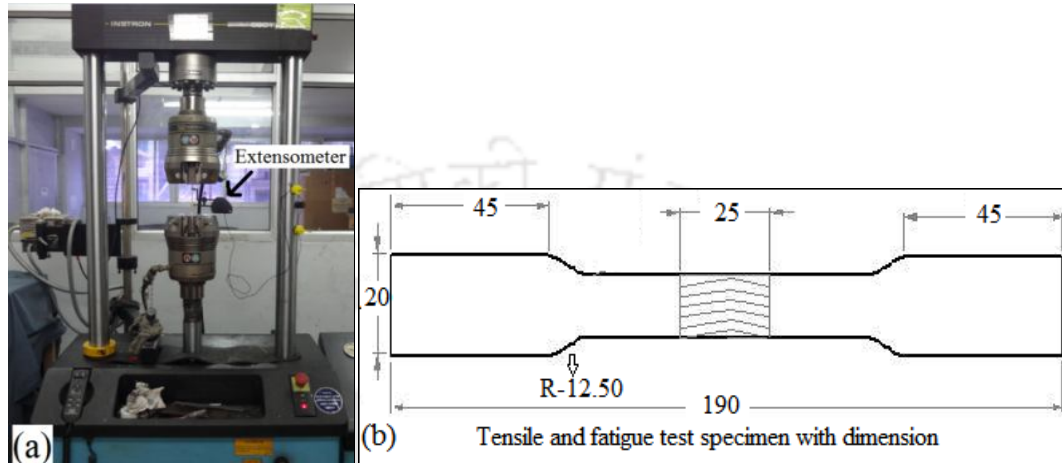 INSTRON
Extensometer
(a)
45
25
45
20
R-12.50
190
(b)
Tensile and fatigue test specimen with dimension